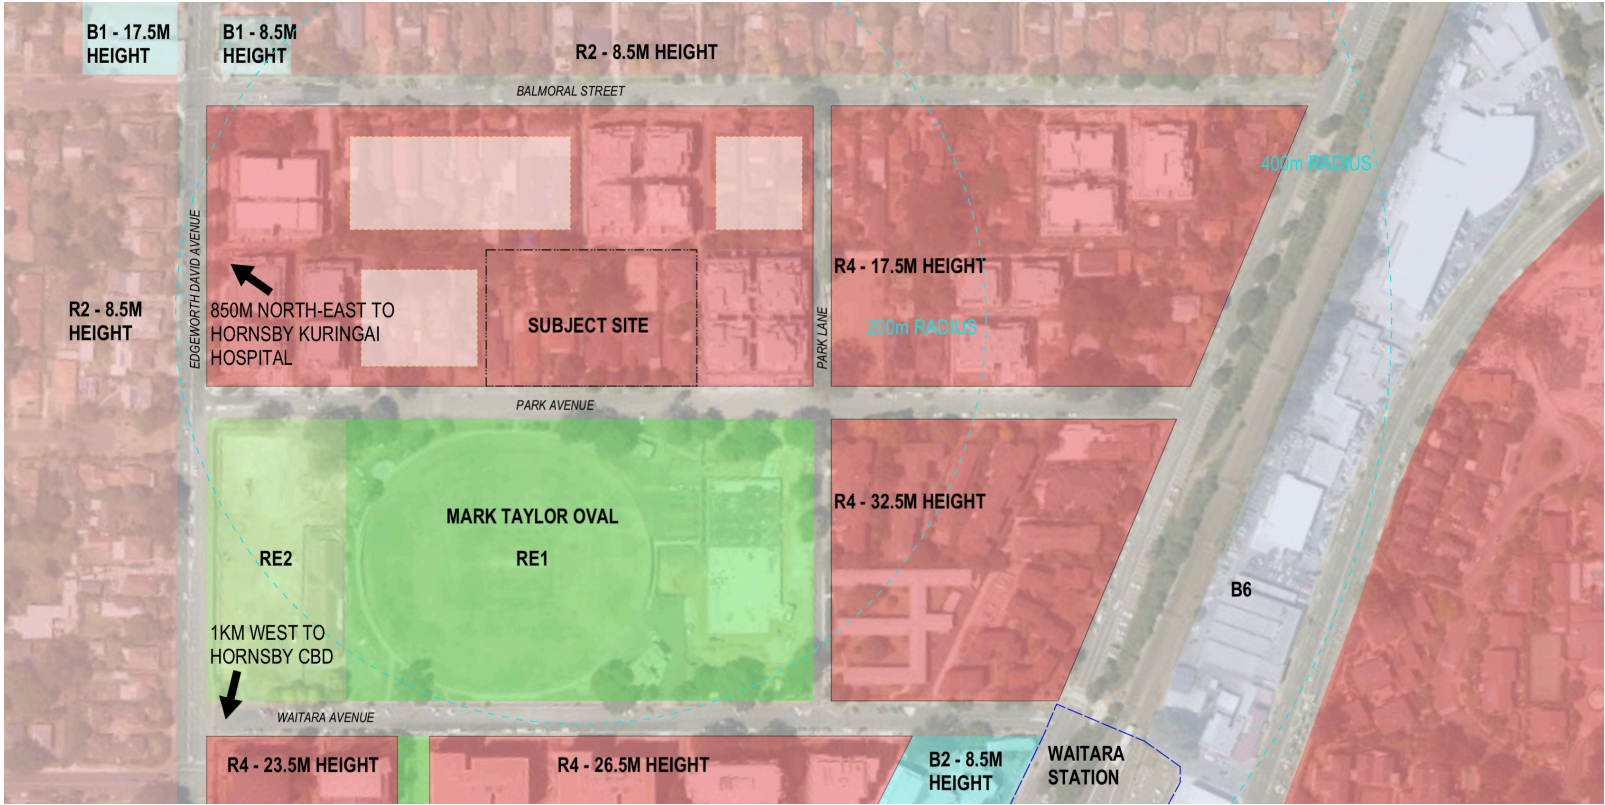 B1 - 17.5M
HEIGHT
B1 - 8.5M
HEIGHT
R2 - 8.5M HEIGHT
BALMORAL STREET
400m RADIUS
EDGEWORTH DAVID AVENUE
R4 - 17.5M HEIGHT
R2 - 8.5M
HEIGHT
850M NORTH-EAST TO
HORNSBY KURINGAI
HOSPITAL
SUBJECT SITE
PARK LANE
200m RADIUS
PARK AVENUE
R4 - 32.5M HEIGHT
MARK TAYLOR OVAL
RE2
RE1
B6
1KM WEST TO
HORNSBY CBD
WAITARA AVENUE
R4 - 23.5M HEIGHT
R4 - 26.5M HEIGHT
B2 - 8.5M
HEIGHT
WAITARA
STATION